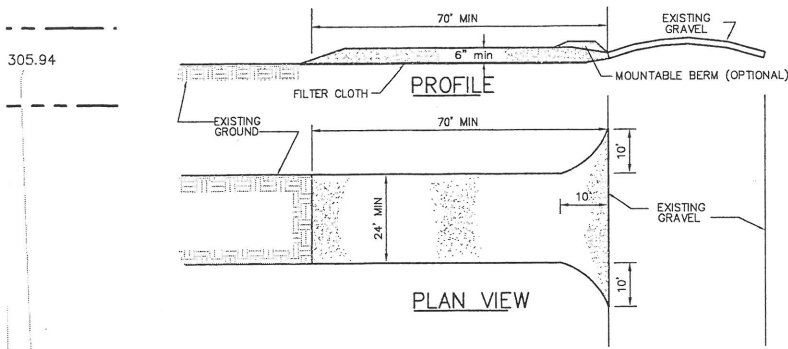 70' MIN
EXISTING
GRAVEL
305.94
6" min
MOUNTABLE BERM (OPTIONAL)
FILTER CLOTH
PROFILE
EXISTING
GROUND
70' MIN
10'
24' MIN
10'
EXISTING
GRAVEL
10'
PLAN VIEW